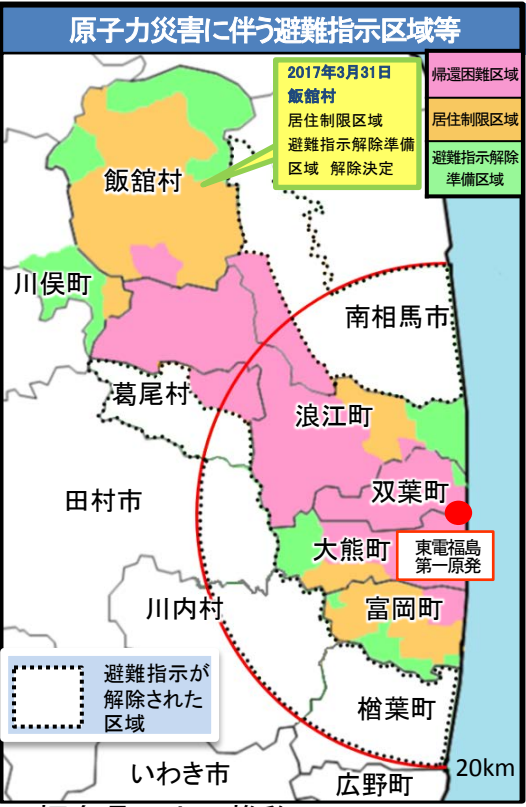 原子力災害に伴う避難指示区域等
2017年3月31日
飯舘村
居住制限区域
避難指示解除準備
区域 解除決定
帰還困難区域
居住制限区域
避難指示解除
準備区域
飯舘村
川俣町
南相馬市
葛尾村
浪江町
田村市
双葉町
大熊町
東電福島
第一原発
川内村
富岡町
避難指示が
解除された
区域
楢葉町
いわき市
広野町
20km